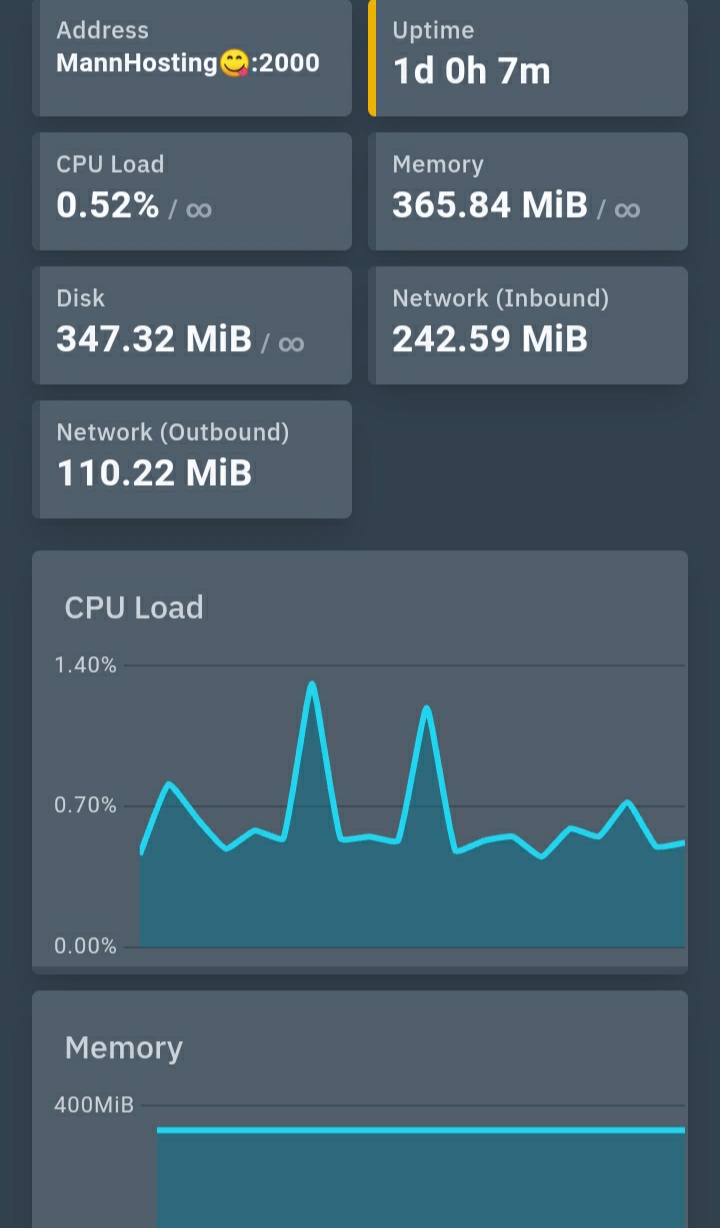 Address
MannHosting😋:2000
Uptime
1d 0h 7m
CPU Load
0.52% / ∞
Memory
365.84 MiB / ∞
Disk
347.32 MiB / ∞
Network (Inbound)
242.59 MiB
Network (Outbound)
110.22 MiB
CPU Load
1.40%
0.70%
0.00%
Memory
400MiB